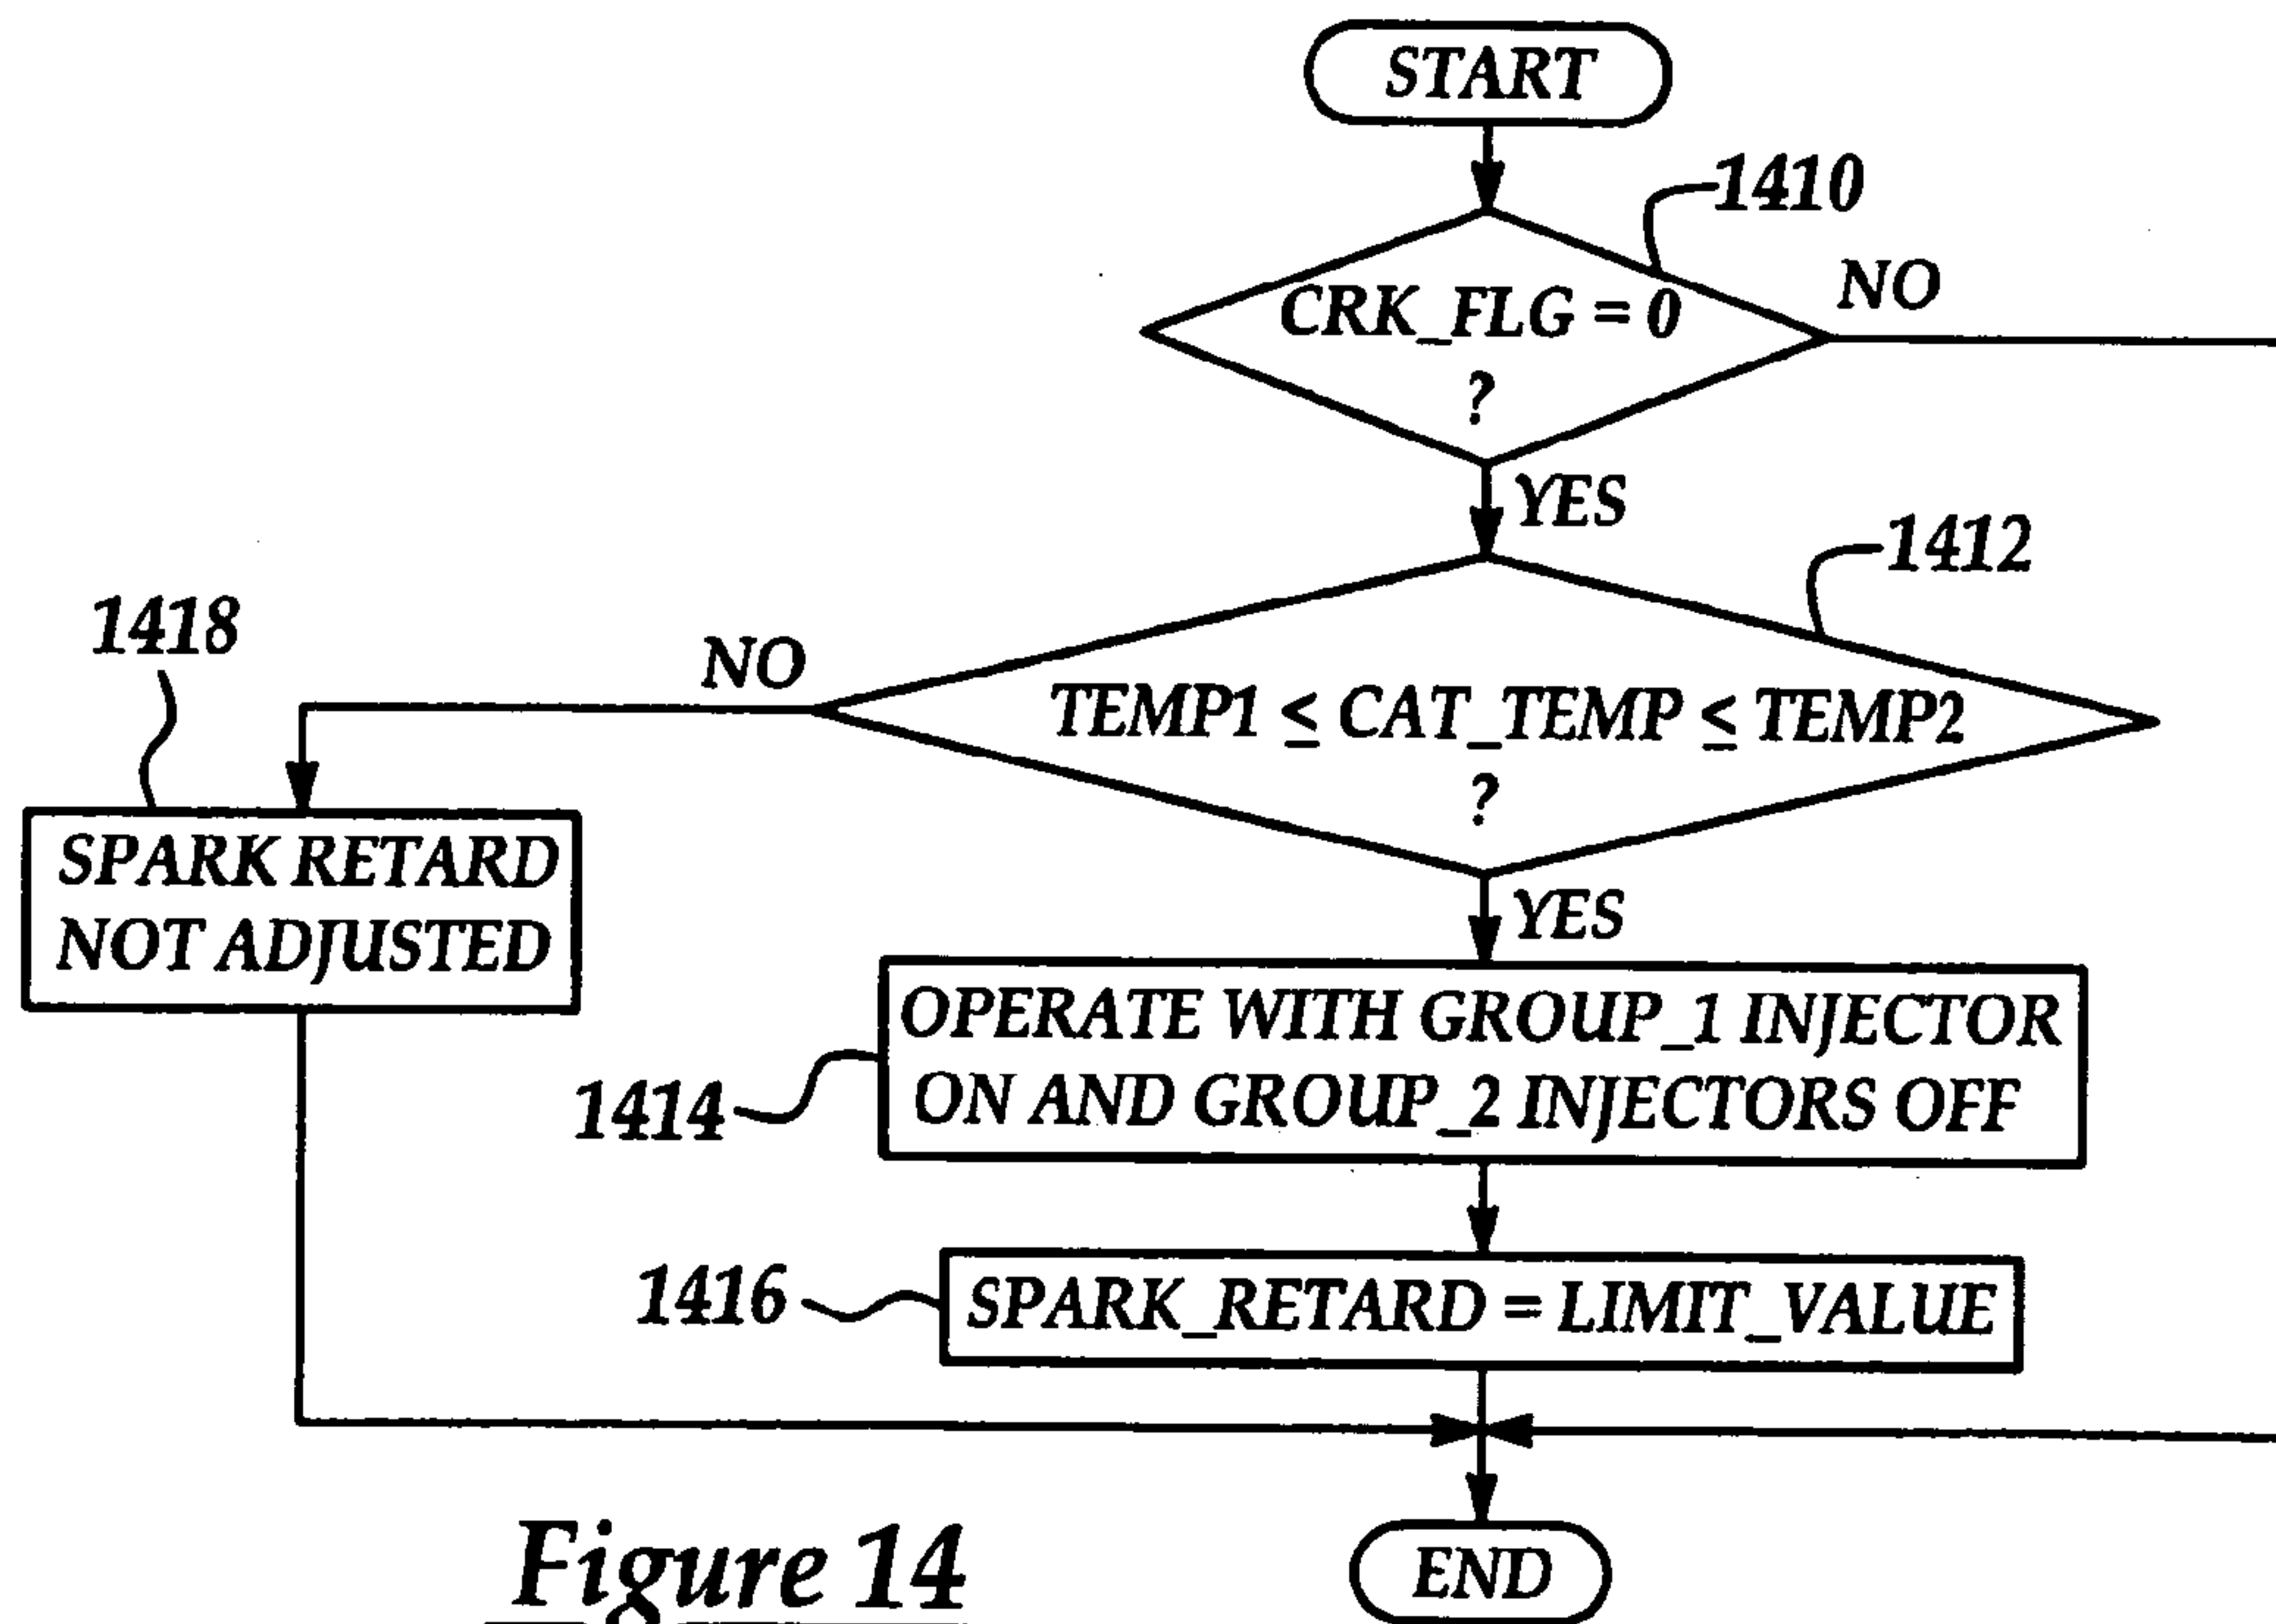 START
1410
CRK_FLG = 0
?
NO
YES
1412
1418
NO
TEMP1 ≤ CAT_TEMP ≤ TEMP2
?
YES
SPARK RETARD
NOT ADJUSTED
OPERATE WITH GROUP_1 INJECTOR
ON AND GROUP_2 INJECTORS OFF
1414
1416
SPARK_RETARD = LIMIT_VALUE
END
Figure 14